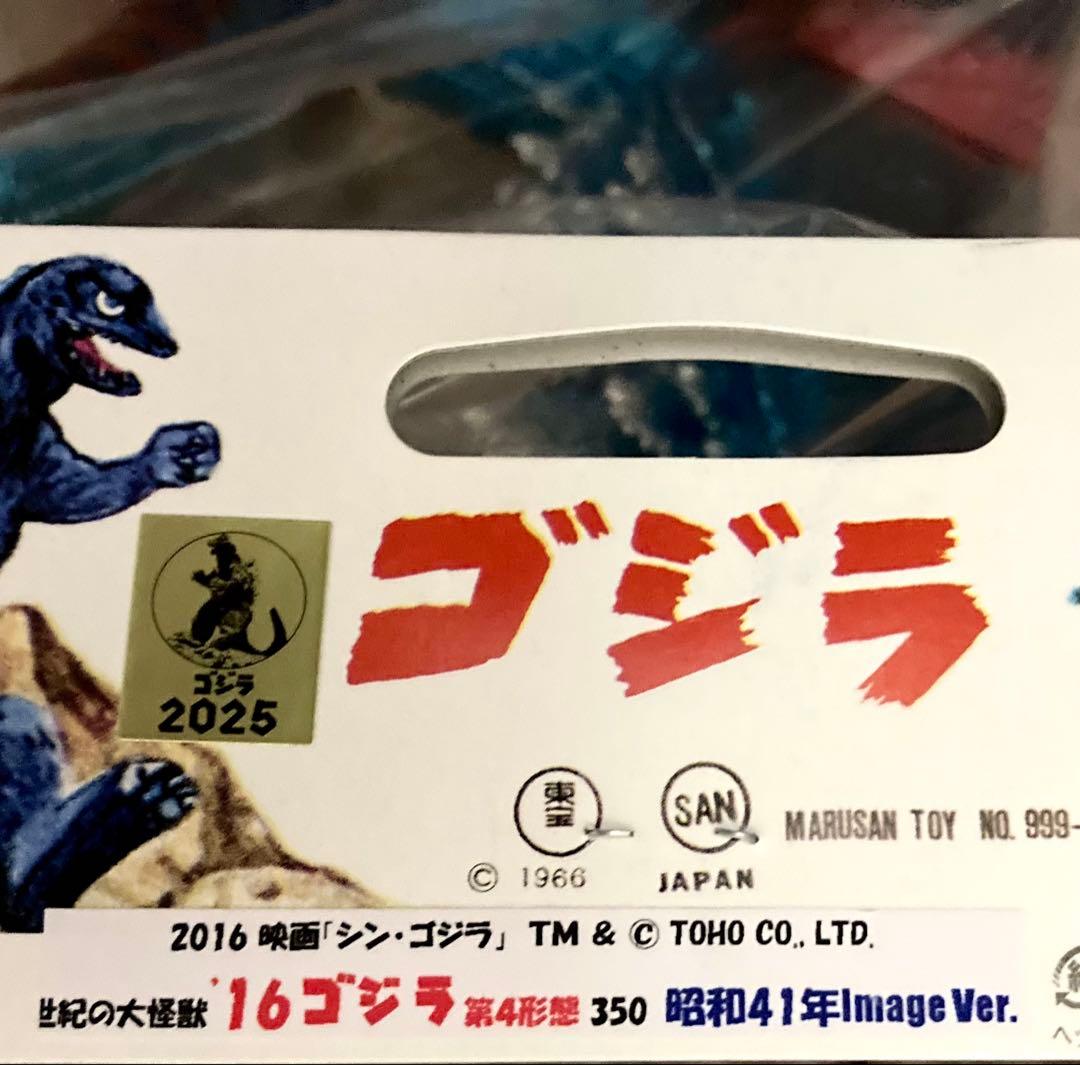 ゴジラ
ゴジラ
2025
東宝
SAN
MARUSAN TOY NO. 999-
© 1966
JAPAN
2016 映画「シン・ゴジラ」 TM & © TOHO CO., LTD.
世紀の大怪獣 '16ゴジラ 第4形態 350 昭和41年Image Ver.